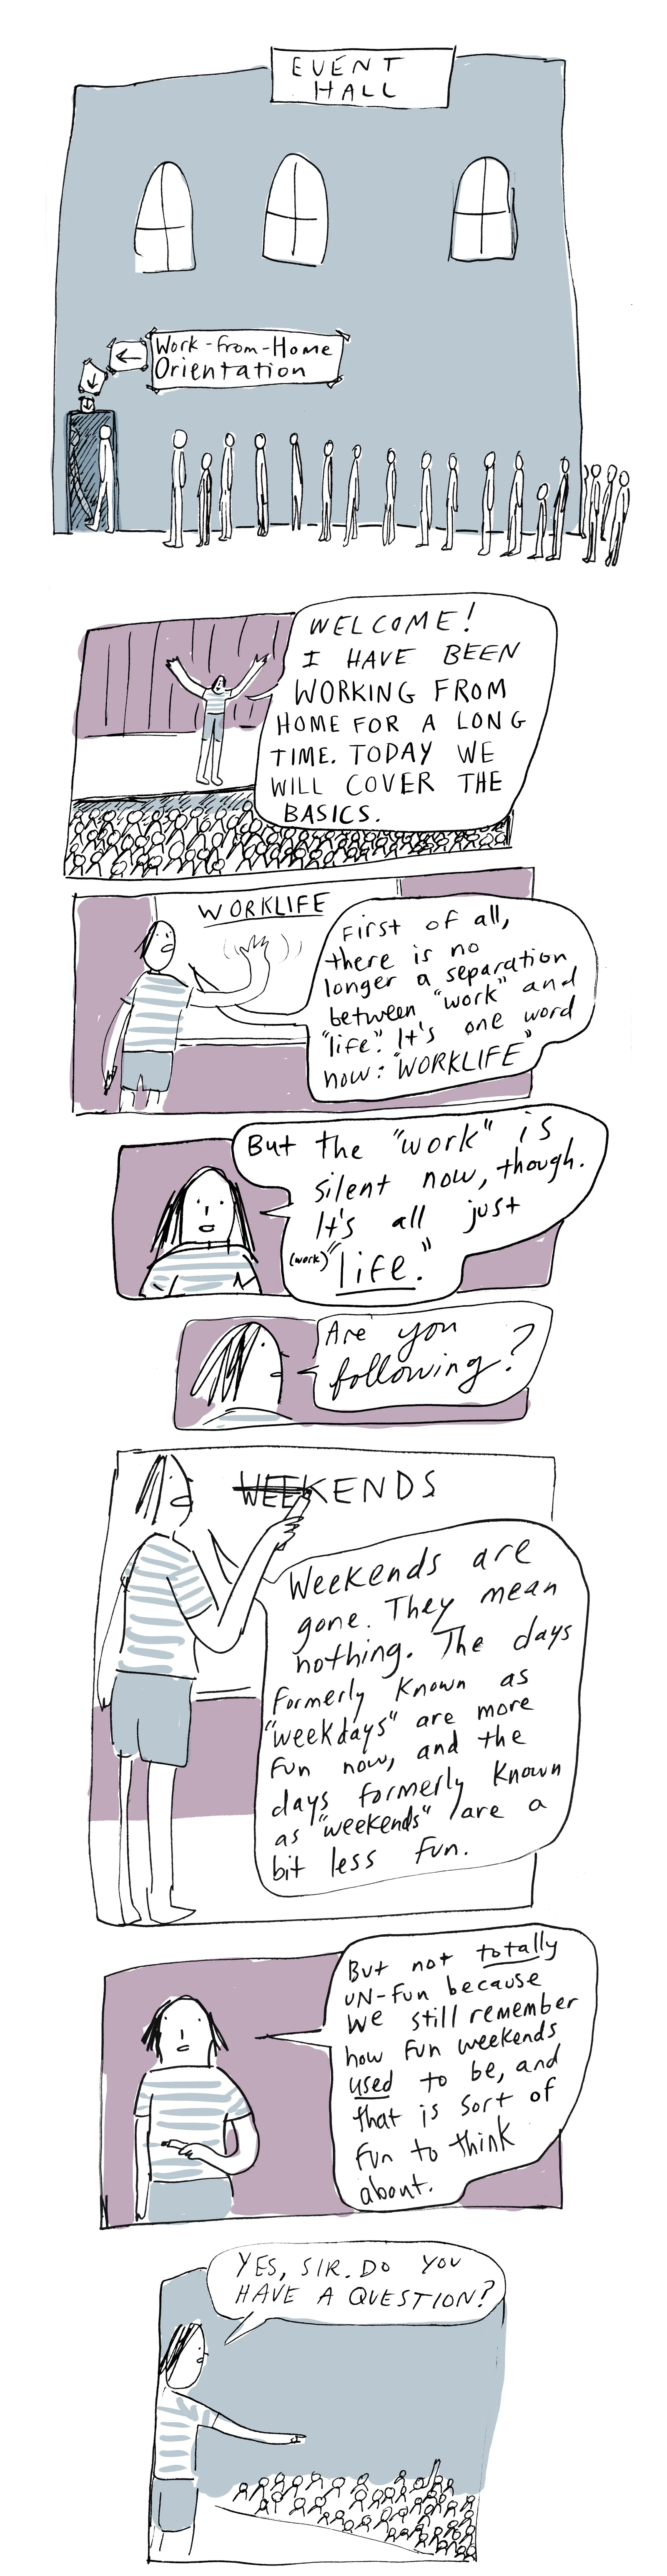 EVENT
HALL
Work-From-Home
Orientation
WELCOME!
I HAVE BEEN
WORKING FROM
HOME FOR A LONG
TIME. TODAY WE
WILL COVER THE
BASICS.
WORKLIFE
First of all,
there is no
longer a separation
between "work" and
"life". It's one word
now: "WORKLIFE"
But the "work" is
silent now, though.
It's all just
(work) "life."
Are you
following?
WEEKENDS
Weekends are
gone. They mean
nothing. The days
formerly known as
"weekdays" are more
fun now, and the
days formerly known
as "weekends" are a
bit less fun.
But not totally
UN-fun because
we still remember
how fun weekends
used to be, and
that is sort of
fun to think
about.
YES, SIR. DO YOU
HAVE A QUESTION?